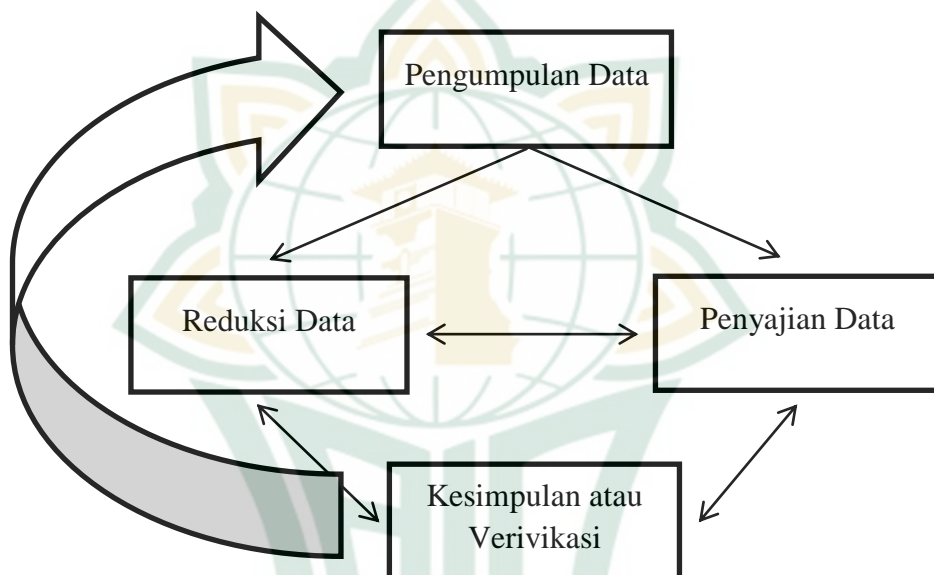 Pengumpulan Data
Reduksi Data
Penyajian Data
Kesimpulan atau
Verivikasi